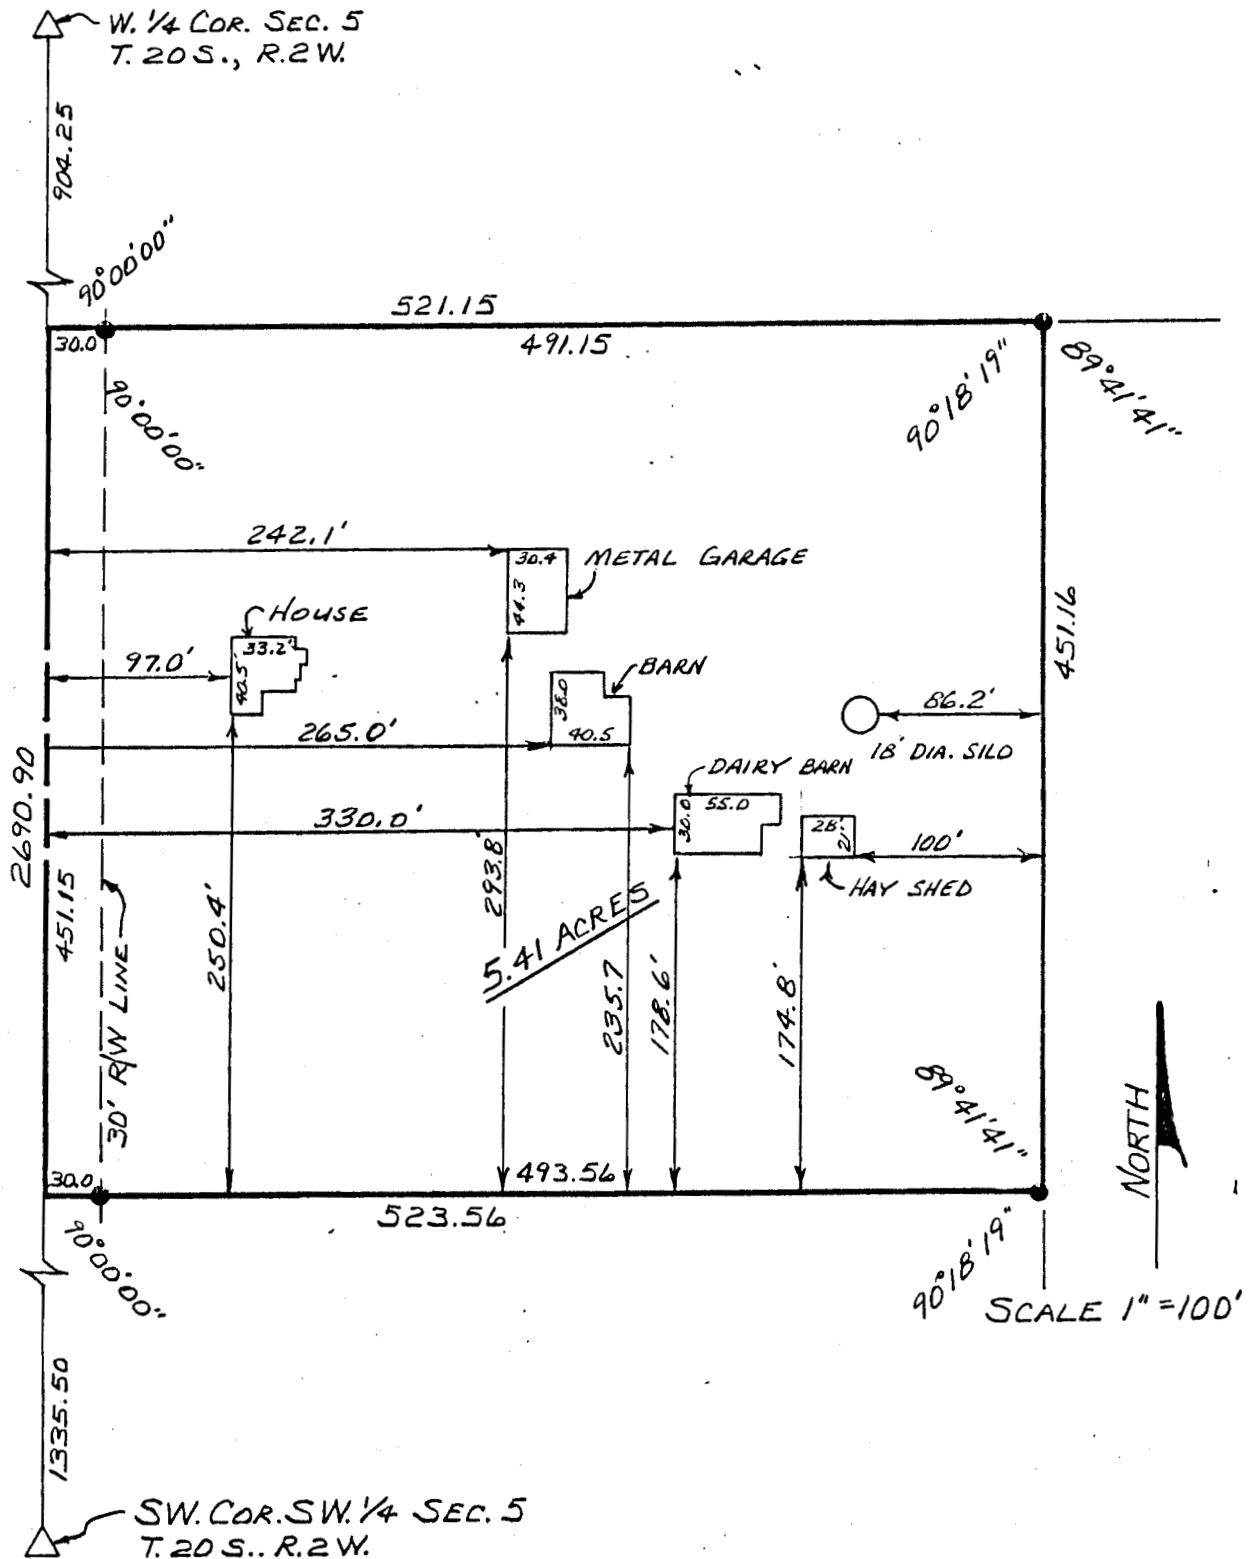 W. 1/4 COR. SEC. 5
T. 20 S., R. 2 W.
904.25
90°00'00"
521.15
30.0
491.15
90°00'00"
90°18'19"
89°41'41"
242.1'
30.4
44.3
METAL GARAGE
HOUSE
33.2'
40.5'
97.0'
BARN
38.0
40.5
265.0'
451.16
86.2'
18' DIA. SILO
DAIRY BARN
30.0
55.0
330.0'
28'
21'
100'
HAY SHED
2690.90
451.15
30' R/W LINE
250.4'
293.8'
5.41 ACRES
235.7
178.6'
174.8'
89°41'41"
NORTH
30.0
493.56
523.56
90°00'00"
90°18'19"
SCALE 1" = 100'
1335.50
SW. COR. SW. 1/4 SEC. 5
T. 20 S.. R. 2 W.